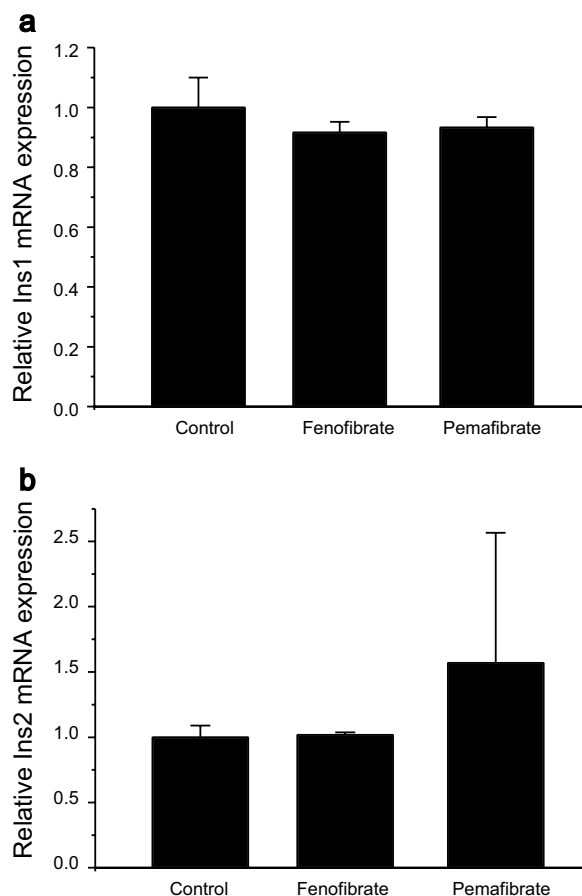 a
Relative Ins1 mRNA expression
1.2
1.0
0.8
0.6
0.4
0.2
0.0
Control Fenofibrate Pemafibrate
b
Relative Ins2 mRNA expression
2.5
2.0
1.5
1.0
0.5
0.0
Control Fenofibrate Pemafibrate